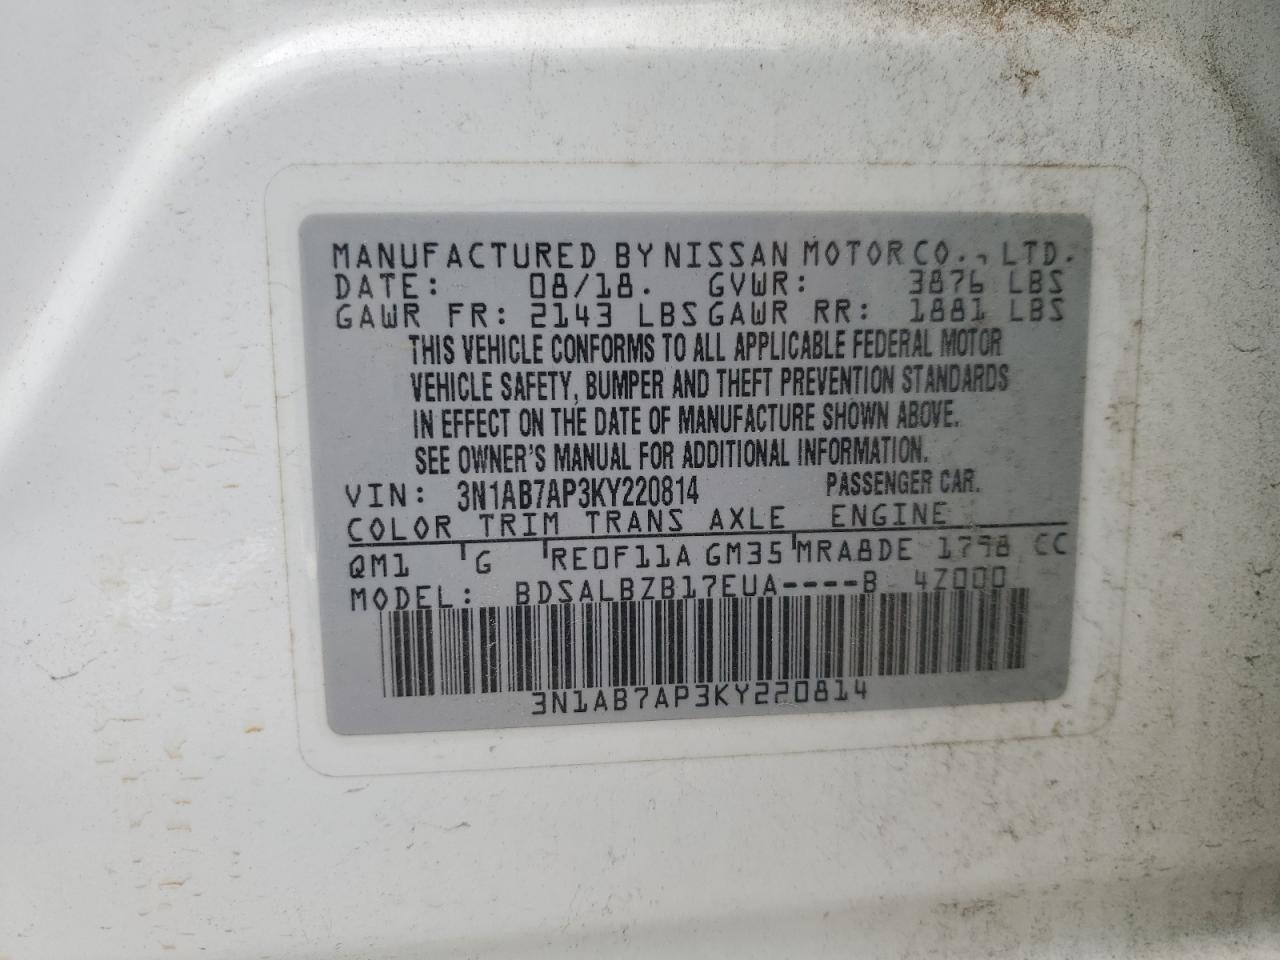 MANUFACTURED BY NISSAN MOTOR CO., LTD.
DATE: 08/18. GVWR: 3876 LBS
GAWR FR: 2143 LBS GAWR RR: 1881 LBS
THIS VEHICLE CONFORMS TO ALL APPLICABLE FEDERAL MOTOR
VEHICLE SAFETY, BUMPER AND THEFT PREVENTION STANDARDS
IN EFFECT ON THE DATE OF MANUFACTURE SHOWN ABOVE.
SEE OWNER'S MANUAL FOR ADDITIONAL INFORMATION.
VIN: 3N1AB7AP3KY220814 PASSENGER CAR.
COLOR TRIM TRANS AXLE ENGINE
QM1 G RE0F11A GM35 MRA8DE 1798 CC
MODEL: BDSALBZB17EUA----B 4Z000
3N1AB7AP3KY220814